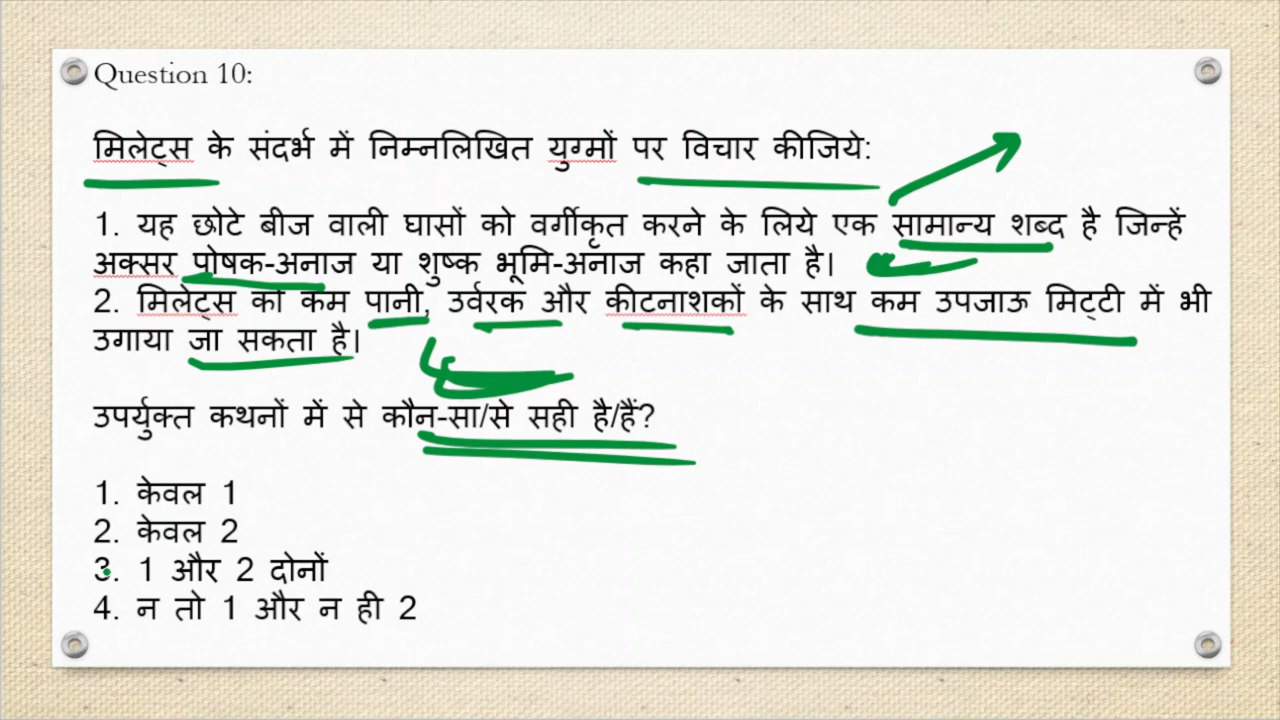 Question 10:
मिलेट्स के संदर्भ में निम्नलिखित युग्मों पर विचार कीजिये:
1. यह छोटे बीज वाली घासों को वर्गीकृत करने के लिये एक सामान्य शब्द है जिन्हें
अक्सर पोषक-अनाज या शुष्क भूमि-अनाज कहा जाता है।
2. मिलेट्स को कम पानी, उर्वरक और कीटनाशकों के साथ कम उपजाऊ मिट्टी में भी
उगाया जा सकता है।
उपर्युक्त कथनों में से कौन-सा/से सही है/हैं?
1. केवल 1
2. केवल 2
3. 1 और 2 दोनों
4. न तो 1 और न ही 2